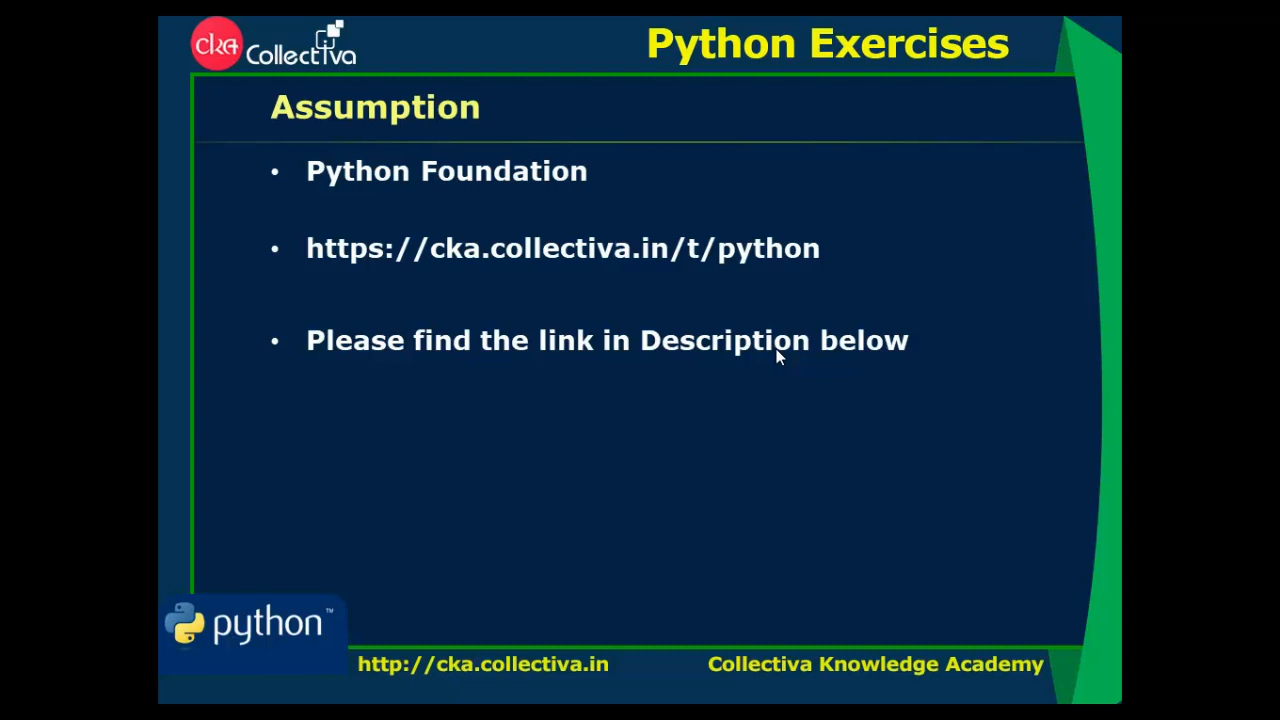 cka Collectiva
Python Exercises
Assumption
• Python Foundation
• https://cka.collectiva.in/t/python
• Please find the link in Description below
python™
http://cka.collectiva.in
Collectiva Knowledge Academy